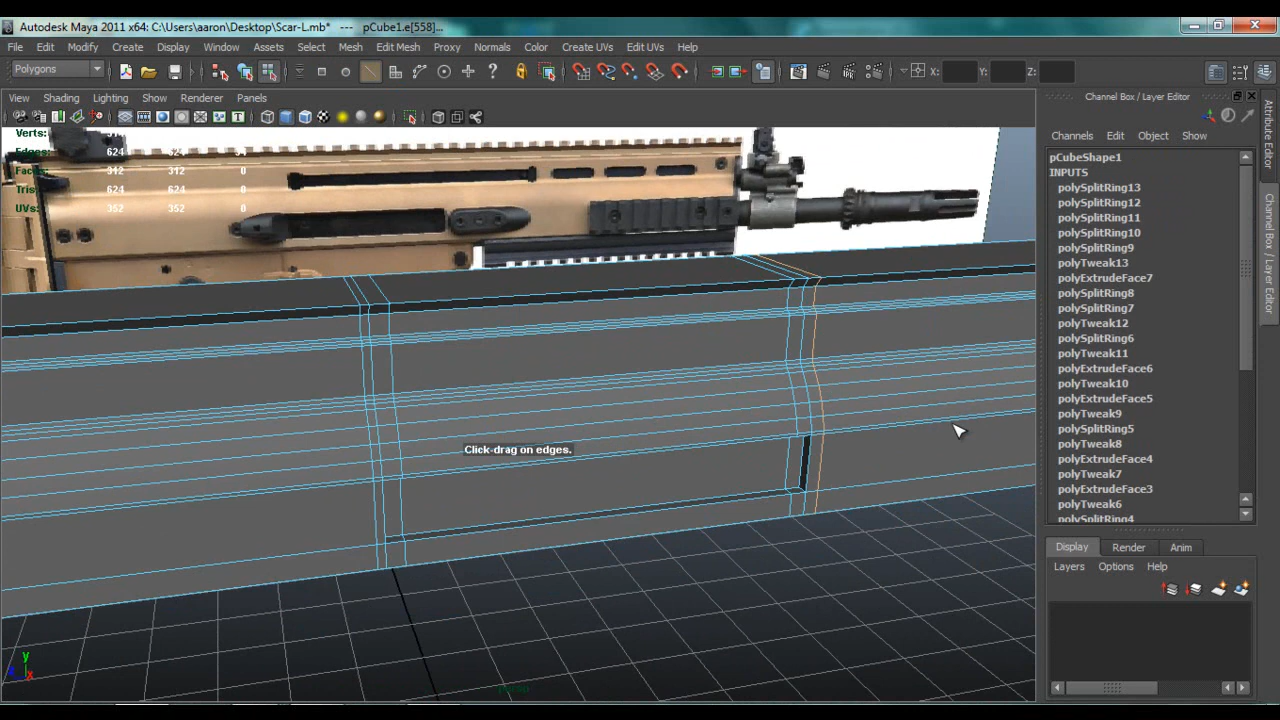 Autodesk Maya 2011 x64: C:\Users\aaron\Desktop\Scar-L.mb* --- pCube1.e[558]...
File Edit Modify Create Display Window Assets Select Mesh Edit Mesh Proxy Normals Color Create UVs Edit UVs Help
Polygons X: Y: Z:
View Shading Lighting Show Renderer Panels
Channel Box / Layer Editor
Channels Edit Object Show
Verts:
Edges: 624 624
Faces: 312 312 0
Tris: 624 624 0
UVs: 352 352 0
Click-drag on edges.
y
x
persp
pCubeShape1
INPUTS
polySplitRing13
polySplitRing12
polySplitRing11
polySplitRing10
polySplitRing9
polyTweak13
polyExtrudeFace7
polySplitRing8
polySplitRing7
polyTweak12
polySplitRing6
polyTweak11
polyExtrudeFace6
polyTweak10
polyExtrudeFace5
polyTweak9
polySplitRing5
polyTweak8
polyExtrudeFace4
polyTweak7
polyExtrudeFace3
polyTweak6
polySplitRing4
Display Render Anim
Layers Options Help
Attribute Editor
Channel Box / Layer Editor